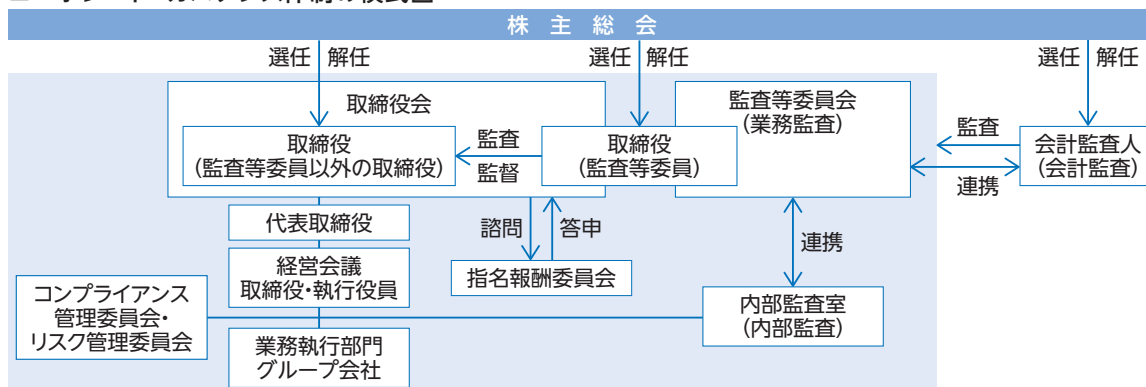 株主総会
選任 解任
選任 解任
選任 解任
取締役会
取締役
(監査等委員以外の取締役)
監査
監督
取締役
(監査等委員)
監査等委員会
(業務監査)
監査
連携
会計監査人
(会計監査)
代表取締役
諮問
答申
連携
経営会議
取締役・執行役員
指名報酬委員会
コンプライアンス
管理委員会・
リスク管理委員会
内部監査室
(内部監査)
業務執行部門
グループ会社